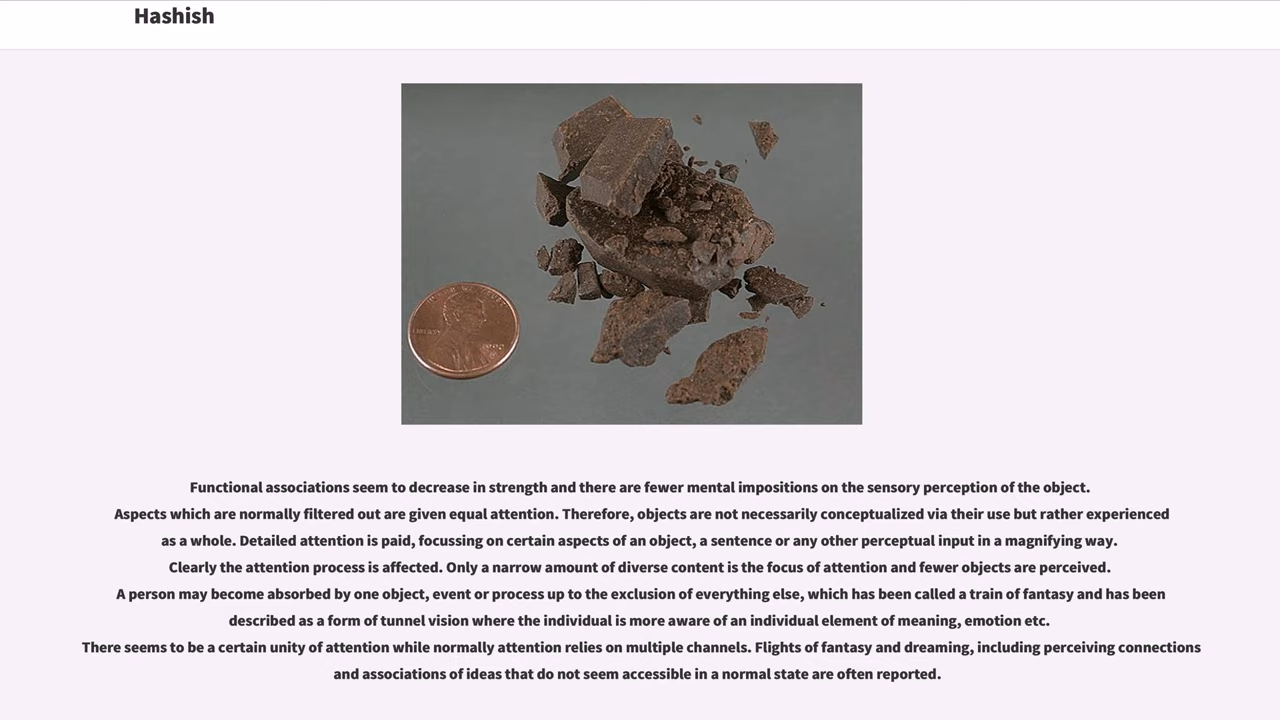 Hashish
Functional associations seem to decrease in strength and there are fewer mental impositions on the sensory perception of the object.
Aspects which are normally filtered out are given equal attention. Therefore, objects are not necessarily conceptualized via their use but rather experienced
as a whole. Detailed attention is paid, focussing on certain aspects of an object, a sentence or any other perceptual input in a magnifying way.
Clearly the attention process is affected. Only a narrow amount of diverse content is the focus of attention and fewer objects are perceived.
A person may become absorbed by one object, event or process up to the exclusion of everything else, which has been called a train of fantasy and has been
described as a form of tunnel vision where the individual is more aware of an individual element of meaning, emotion etc.
There seems to be a certain unity of attention while normally attention relies on multiple channels. Flights of fantasy and dreaming, including perceiving connections
and associations of ideas that do not seem accessible in a normal state are often reported.